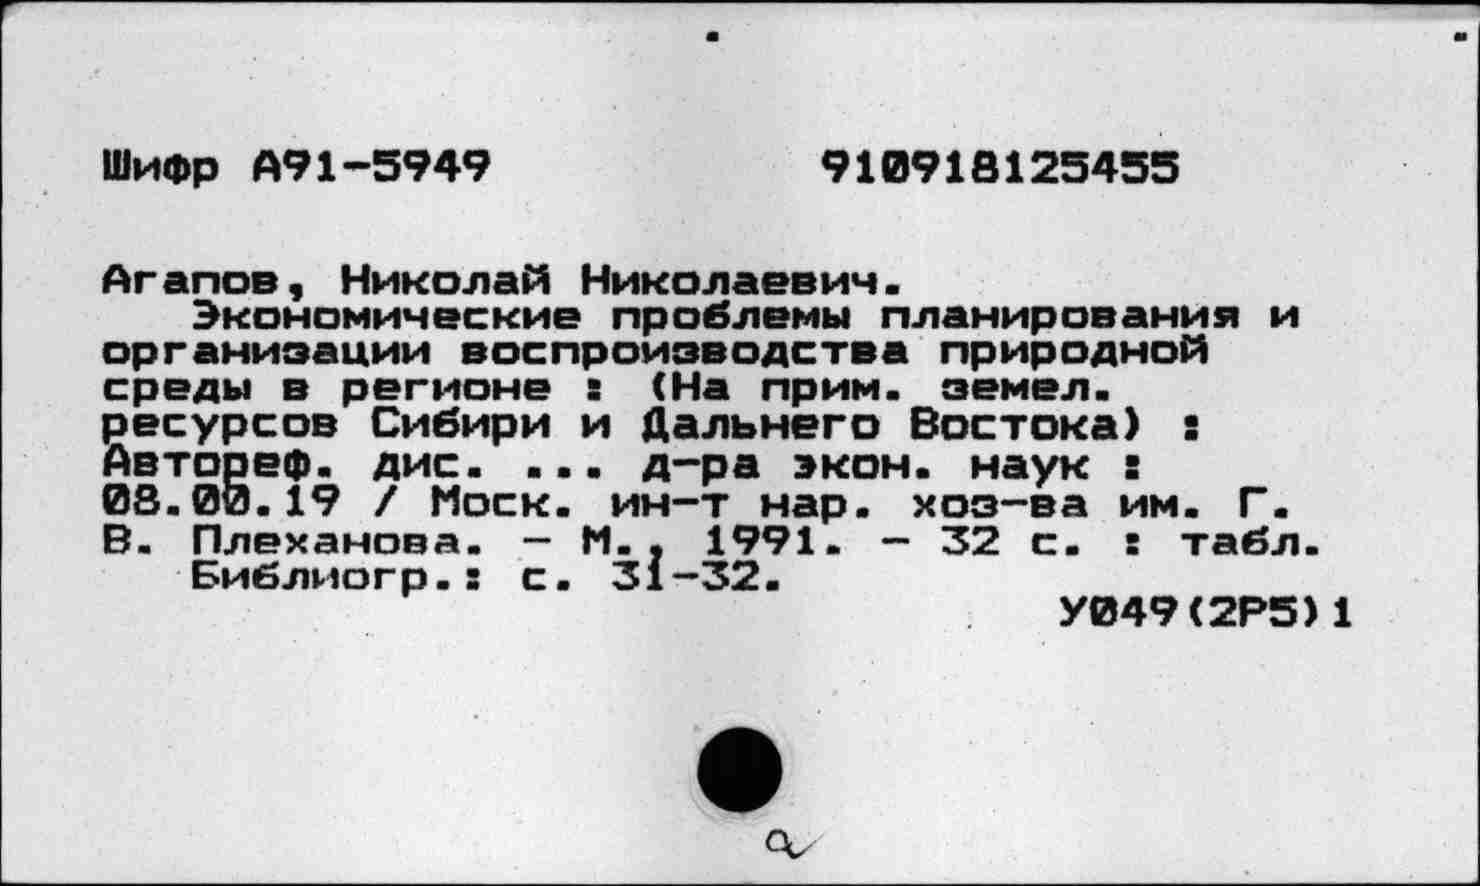 Шифр А91-5949 910918125455
Агапов, Николай Николаевич.
Экономические проблемы планирования и
организации воспроизводства природной
среды в регионе : (На прим. земел.
ресурсов Сибири и Дальнего Востока) :
Автореф. дис. ... д-ра экон. наук :
08.00.19 / Моск. ин-т нар. хоз-ва им. Г.
В. Плеханова. - М., 1991. - 32 с. : табл.
Библиогр.: с. 31-32.
У049(2Р5)1